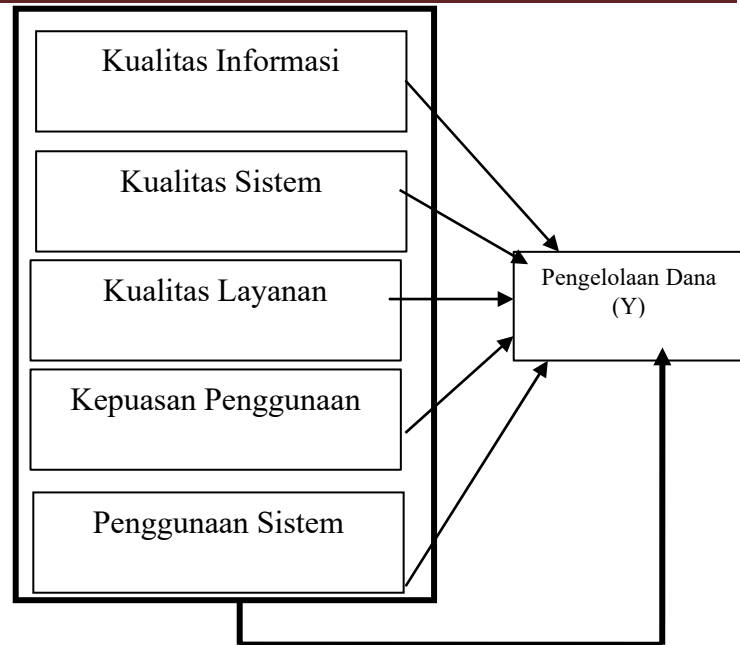 Kualitas Informasi
Kualitas Sistem
Kualitas Layanan
Kepuasan Penggunaan
Penggunaan Sistem
Pengelolaan Dana
(Y)